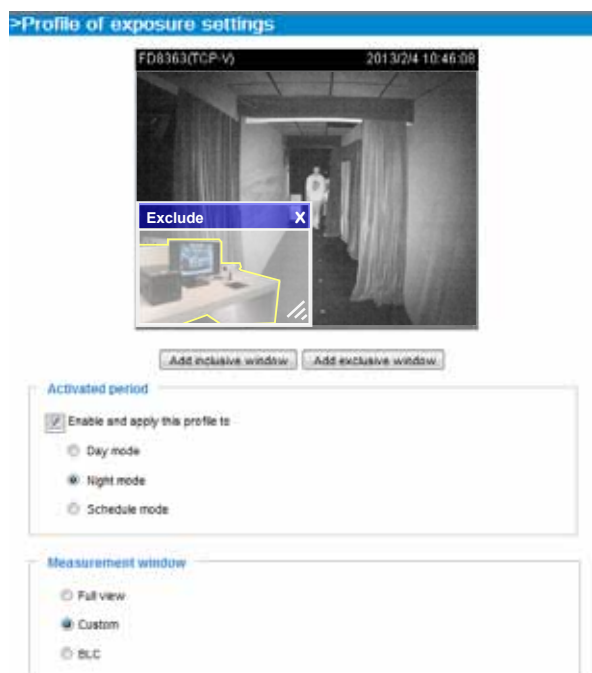 >Profile of exposure settings
FD8363(TCP-V) 2013/2/4 10:46:08
Exclude X
Add inclusive window Add exclusive window
Activated period
Enable and apply this profile to
Day mode
Night mode
Schedule mode
Measurement window
Full view
Custom
BLC